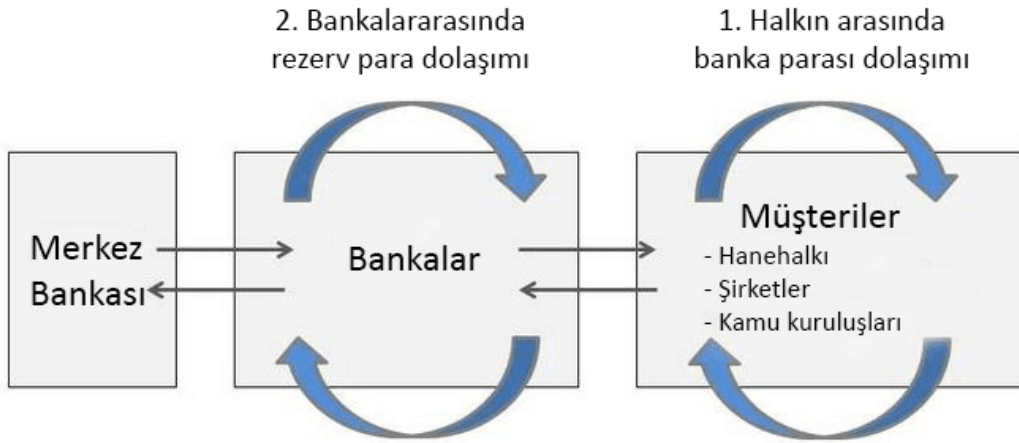 2. Bankalararasında
rezerv para dolaşımı
1. Halkın arasında
banka parası dolaşımı
Merkez
Bankası
Bankalar
Müşteriler
- Hanehalkı
- Şirketler
- Kamu kuruluşları